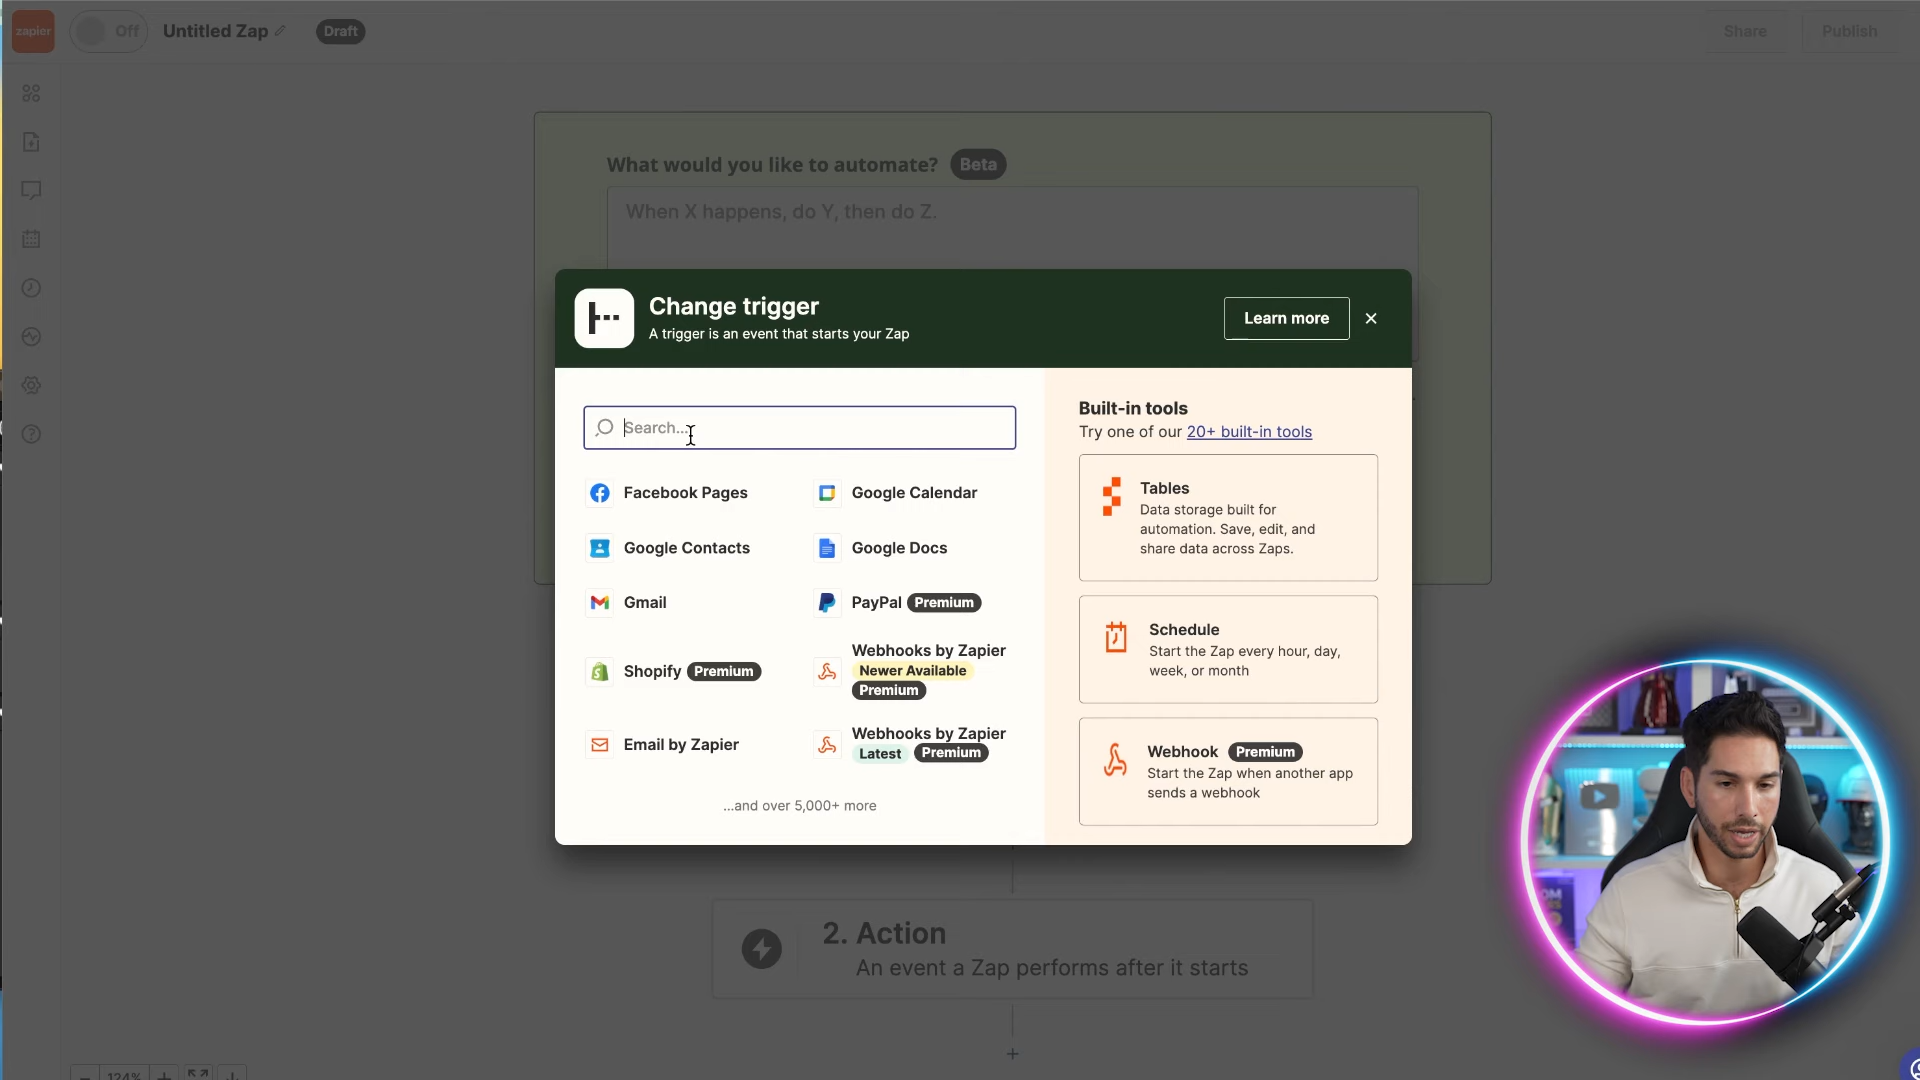 zapier
Off
Untitled Zap
Draft
Share
Publish
What would you like to automate?
Beta
When X happens, do Y, then do Z.
Change trigger
A trigger is an event that starts your Zap
Learn more
Search...
Facebook Pages
Google Calendar
Google Contacts
Google Docs
Gmail
PayPal Premium
Shopify Premium
Webhooks by Zapier
Newer Available
Premium
Email by Zapier
Webhooks by Zapier
Latest Premium
...and over 5,000+ more
Built-in tools
Try one of our 20+ built-in tools
Tables
Data storage built for
automation. Save, edit, and
share data across Zaps.
Schedule
Start the Zap every hour, day,
week, or month
Webhook Premium
Start the Zap when another app
sends a webhook
2. Action
An event a Zap performs after it starts
124%